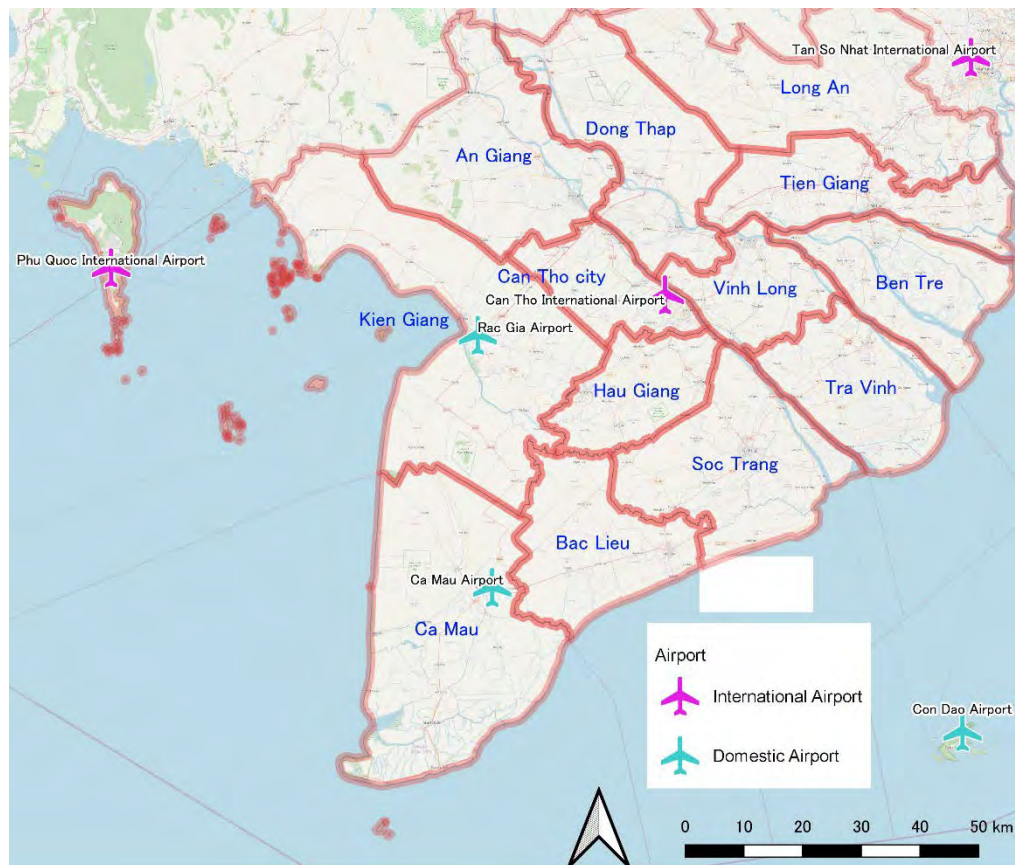 Tan So Nhat International Airport
Long An
Dong Thap
An Giang
Tien Giang
Phu Quoc International Airport
Can Tho city
Vinh Long
Ben Tre
Can Tho International Airport
Kien Giang
Rac Gia Airport
Hau Giang
Tra Vinh
Soc Trang
Bac Lieu
Ca Mau Airport
Ca Mau
Airport
International Airport
Con Dao Airport
Domestic Airport
0 10 20 30 40 50 km